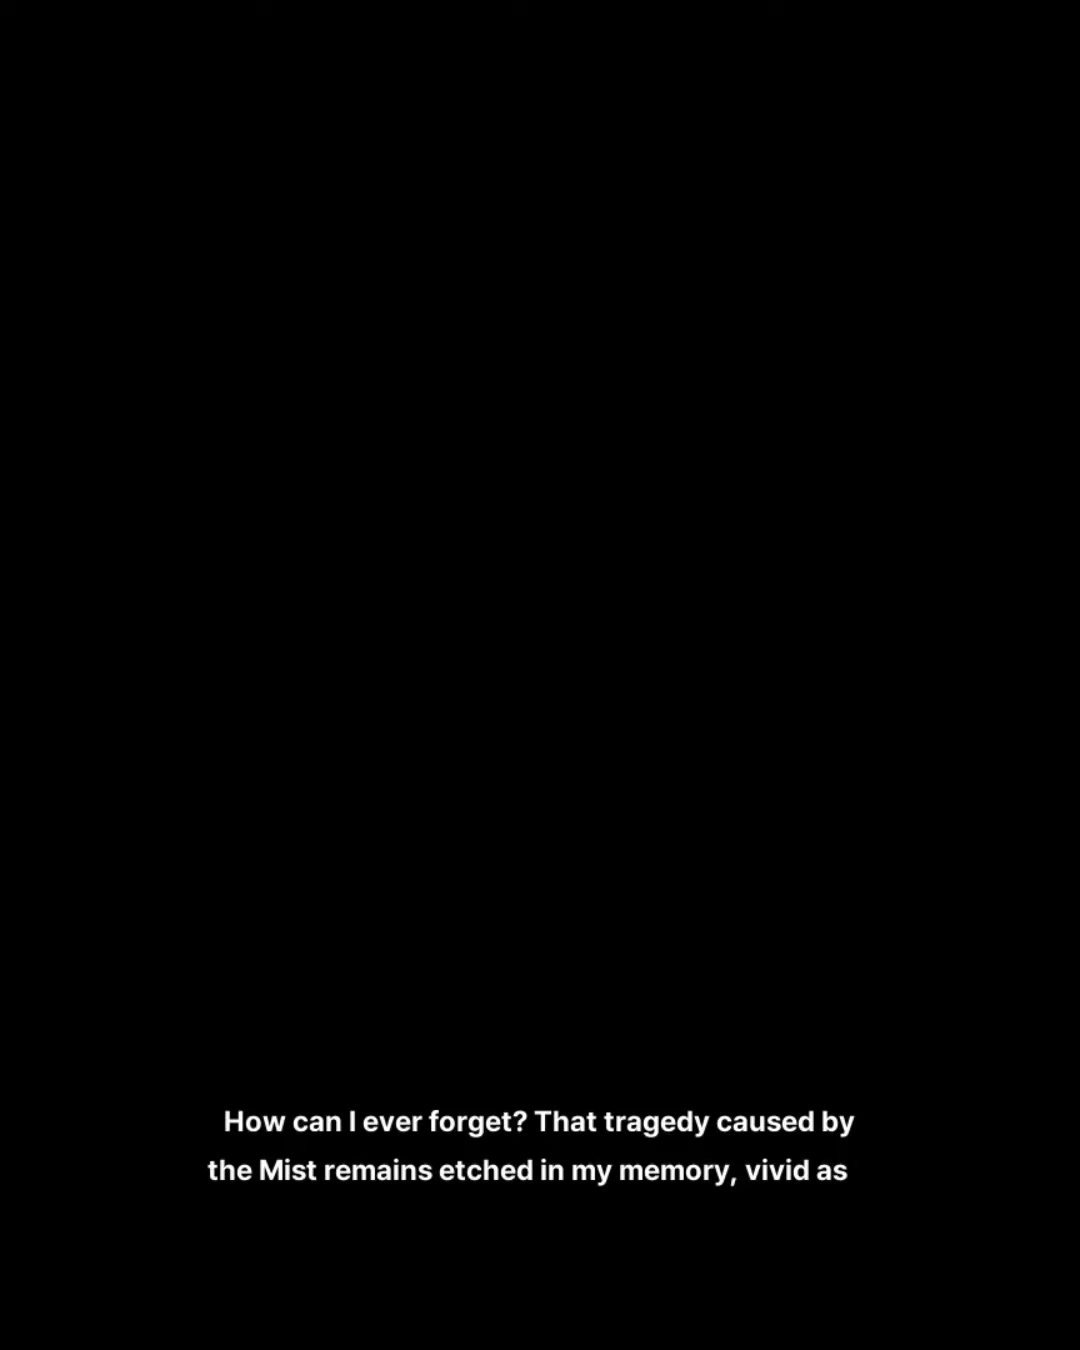 How can I ever forget? That tragedy caused by
the Mist remains etched in my memory, vivid as